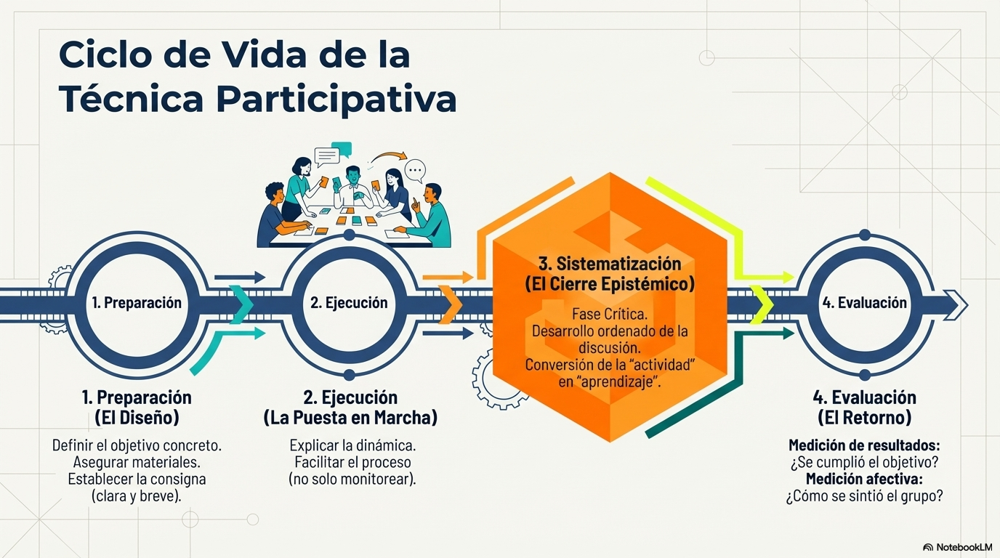 Ciclo de Vida de la
Técnica Participativa
1. Preparación
1. Preparación
(El Diseño)
Definir el objetivo concreto.
Asegurar materiales.
Establecer la consigna
(clara y breve).
2. Ejecución
2. Ejecución
(La Puesta en Marcha)
Explicar la dinámica.
Facilitar el proceso
(no solo monitorear).
3. Sistematización
(El Cierre Epistémico)
Fase Crítica.
Desarrollo ordenado de la
discusión.
Conversión de la “actividad”
en “aprendizaje”.
4. Evaluación
4. Evaluación
(El Retorno)
Medición de resultados:
¿Se cumplió el objetivo?
Medición afectiva:
¿Cómo se sintió el grupo?
NotebookLM